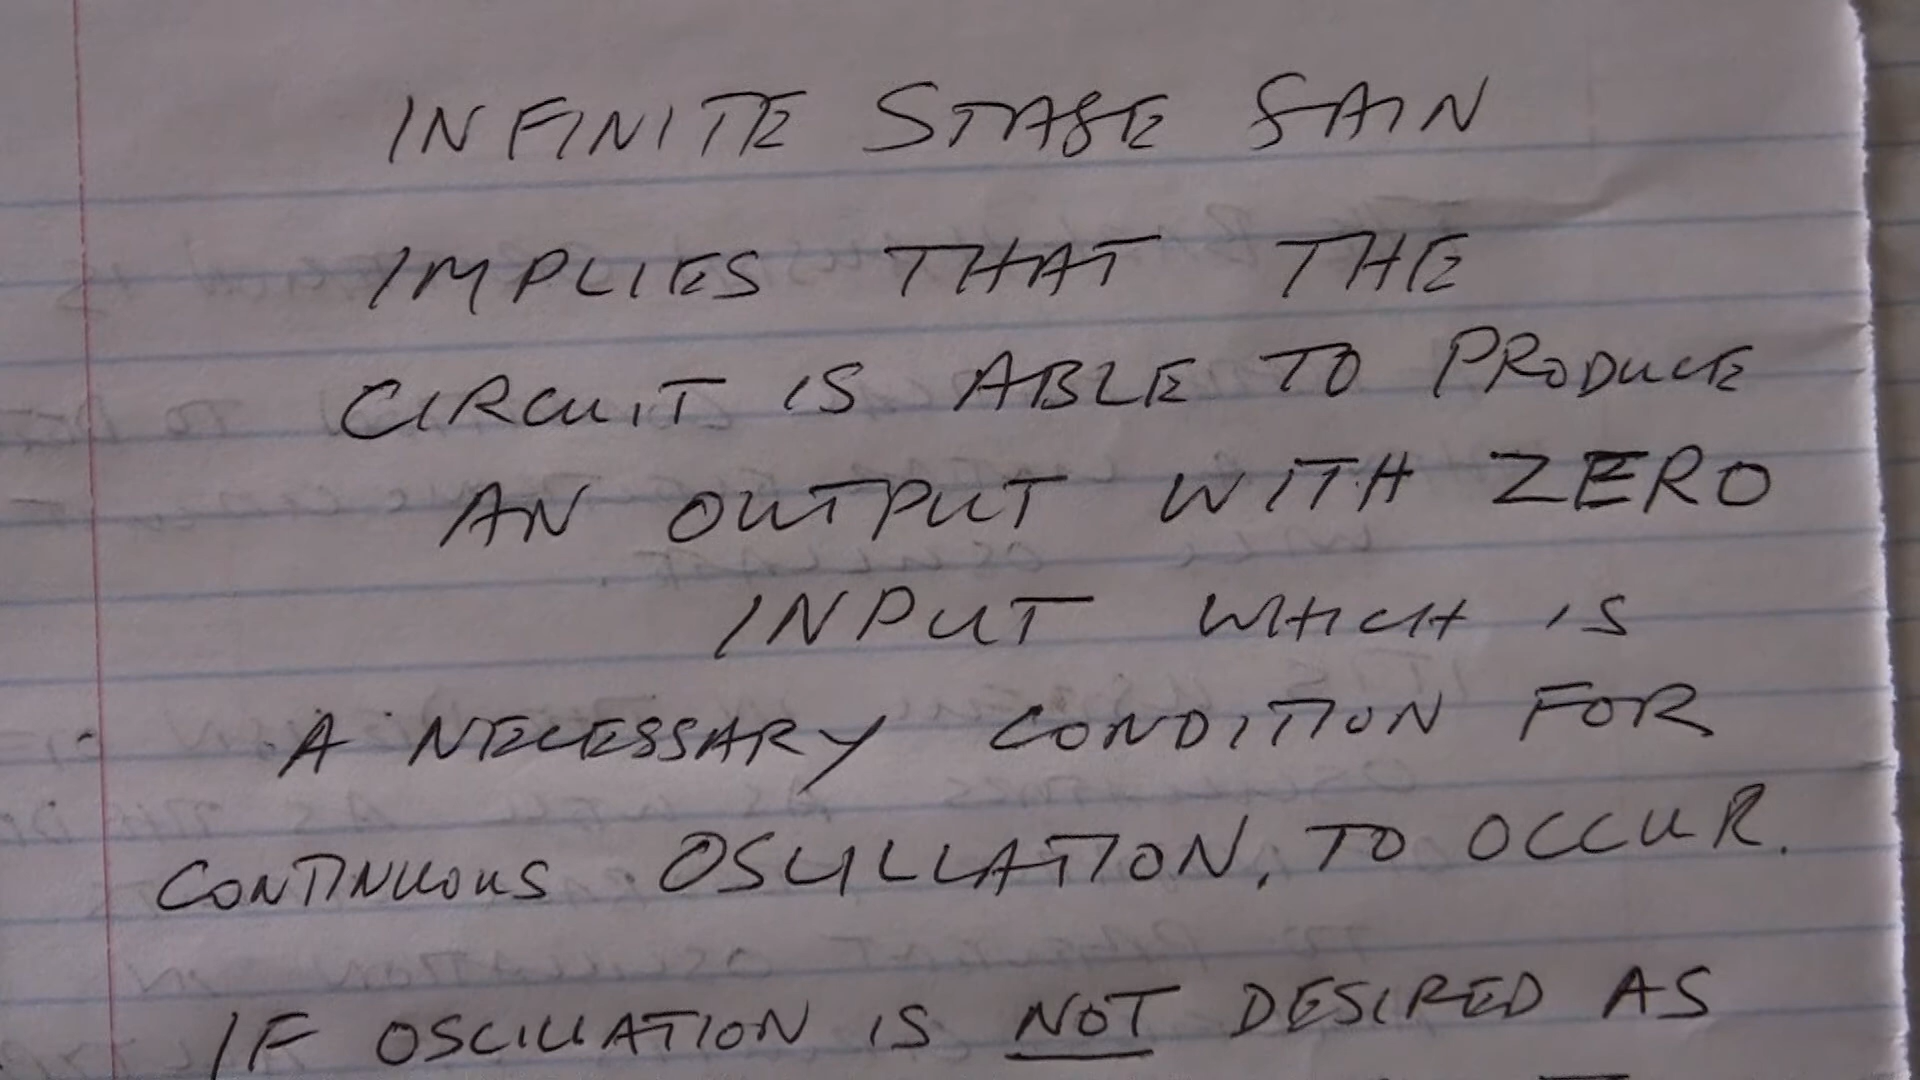 INFINITE STAGE GAIN
IMPLIES THAT THE
CIRCUIT IS ABLE TO PRODUCE
AN OUTPUT WITH ZERO
INPUT WHICH IS
A NECESSARY CONDITION FOR
CONTINUOUS OSCILLATION, TO OCCUR.
IF OSCILLATION IS NOT DESIRED AS